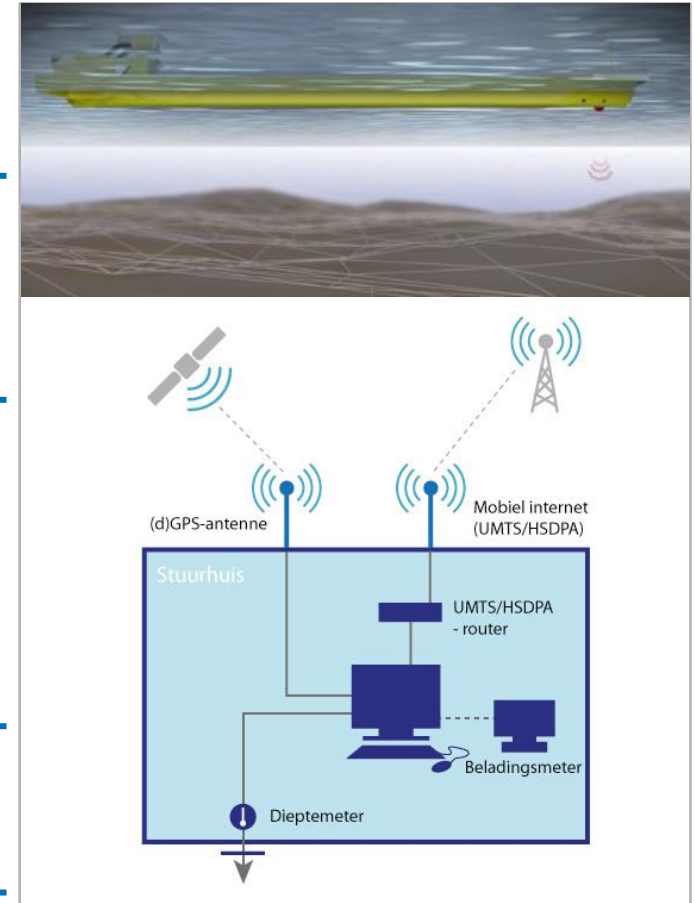 (d)GPS-antenne
Mobiel internet
(UMTS/HSDPA)
Stuurhuis
UMTS/HSDPA
- router
Beladingsmeter
Dieptemeter